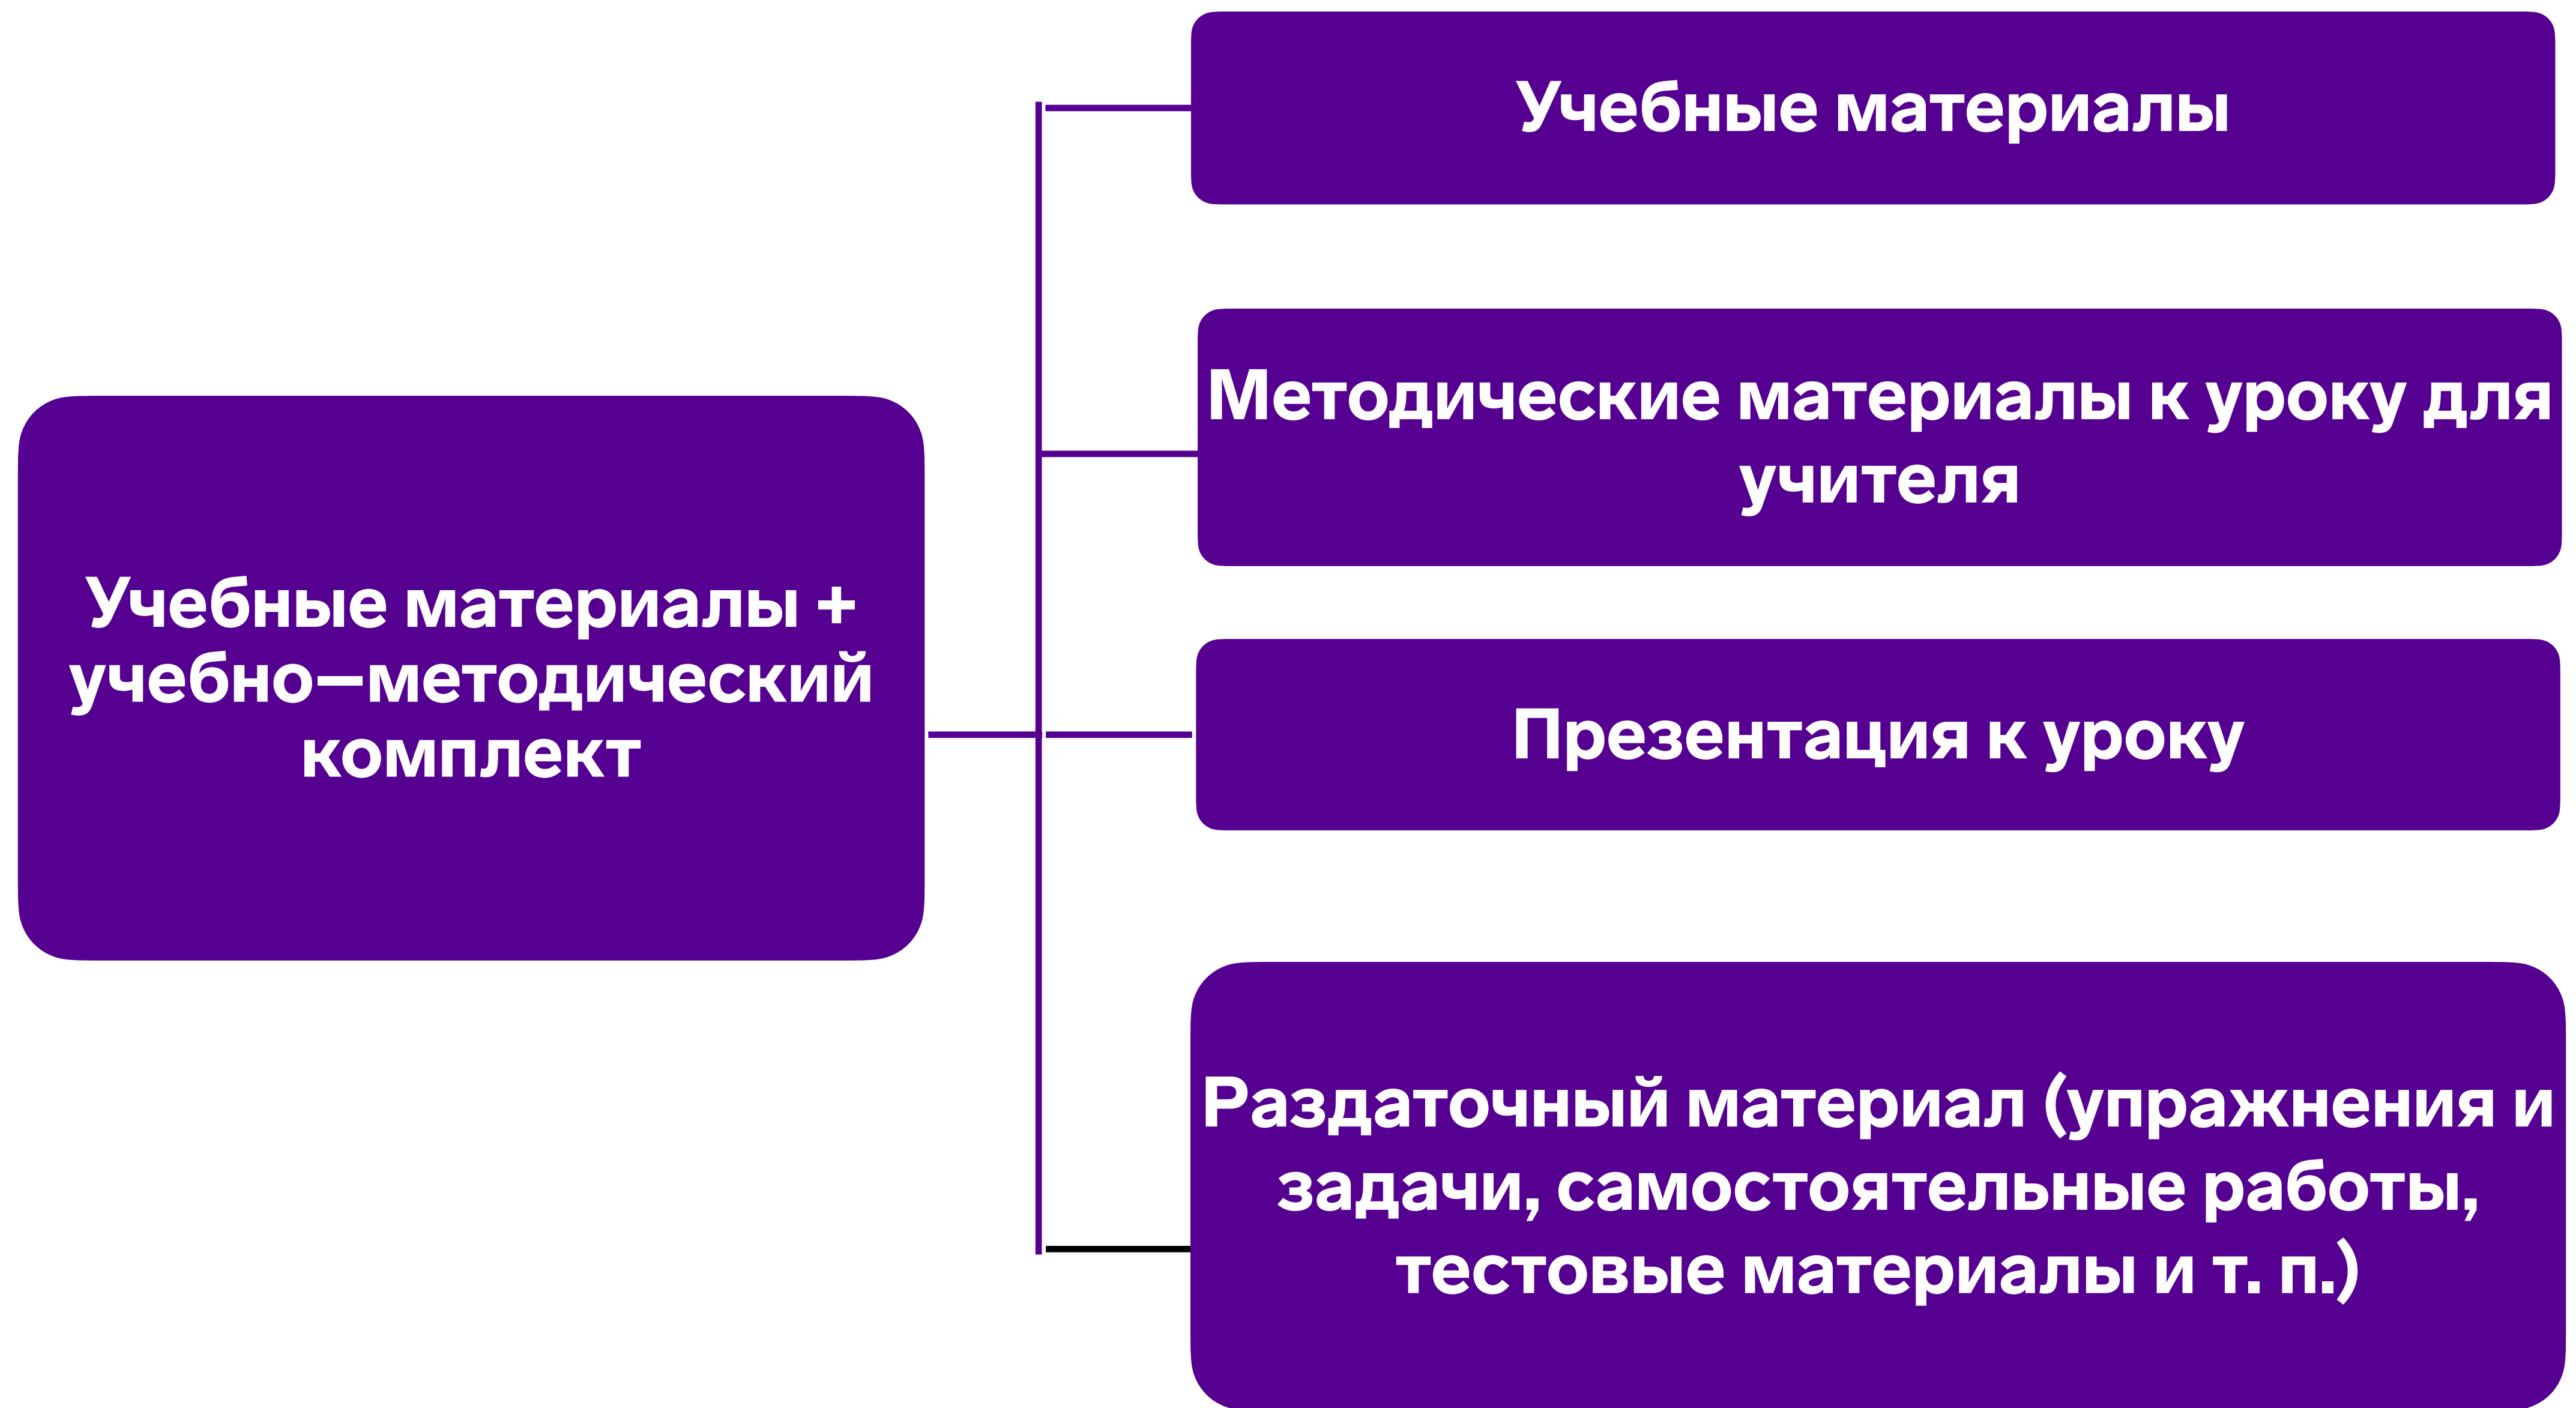 Учебные материалы +
учебно—методический
комплект
Учебные материалы
Методические материалы к уроку для
учителя
Презентация к уроку
Раздаточный материал (упражнения и
задачи, самостоятельные работы,
тестовые материалы и т. п.)